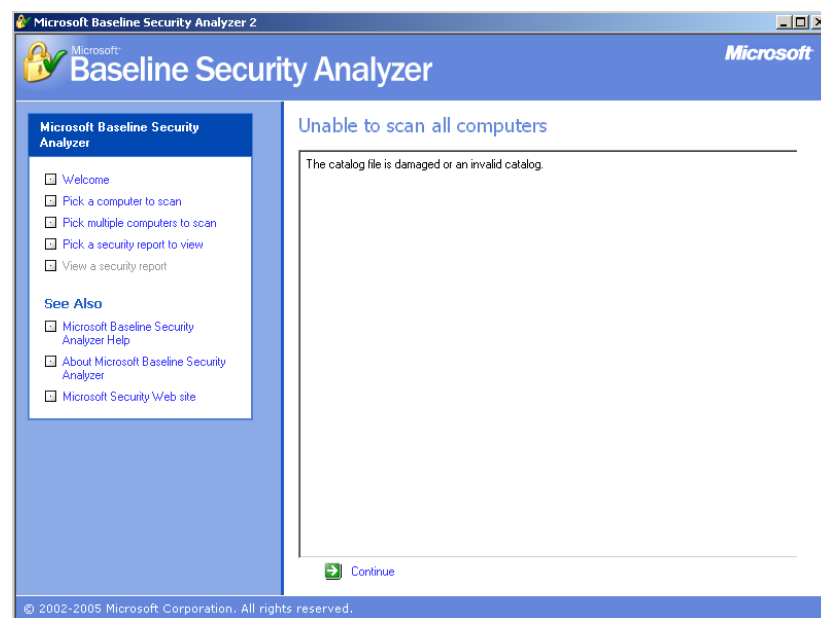 Microsoft Baseline Security Analyzer 2
Microsoft
Baseline Security Analyzer
Microsoft
Microsoft Baseline Security
Analyzer
Welcome
Pick a computer to scan
Pick multiple computers to scan
Pick a security report to view
View a security report
See Also
Microsoft Baseline Security
Analyzer Help
About Microsoft Baseline Security
Analyzer
Microsoft Security Web site
Unable to scan all computers
The catalog file is damaged or an invalid catalog.
Continue
© 2002-2005 Microsoft Corporation. All rights reserved.